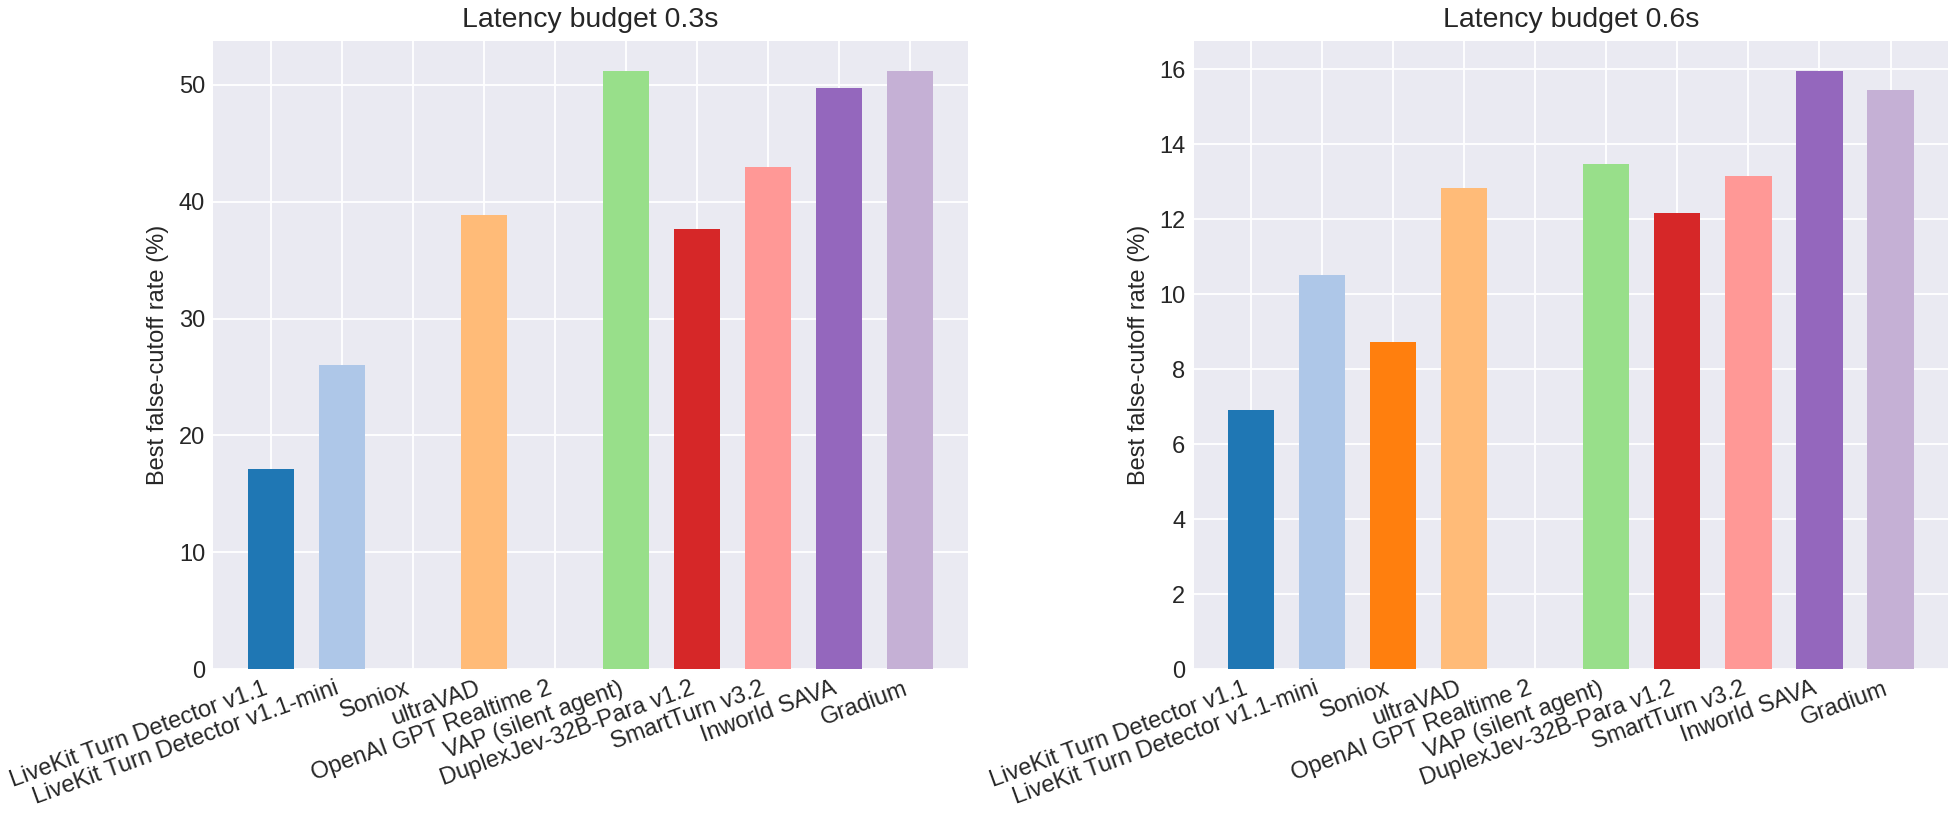 Latency budget 0.3s
Best false-cutoff rate (%)
50
40
30
20
10
0
LiveKit Turn Detector v1.1
LiveKit Turn Detector v1.1-mini
Soniox
ultraVAD
OpenAI GPT Realtime 2
VAP (silent agent)
DuplexJev-32B-Para v1.2
SmartTurn v3.2
Inworld SAVA
Gradium
Latency budget 0.6s
Best false-cutoff rate (%)
16
14
12
10
8
6
4
2
0
LiveKit Turn Detector v1.1
LiveKit Turn Detector v1.1-mini
Soniox
ultraVAD
OpenAI GPT Realtime 2
VAP (silent agent)
DuplexJev-32B-Para v1.2
SmartTurn v3.2
Inworld SAVA
Gradium